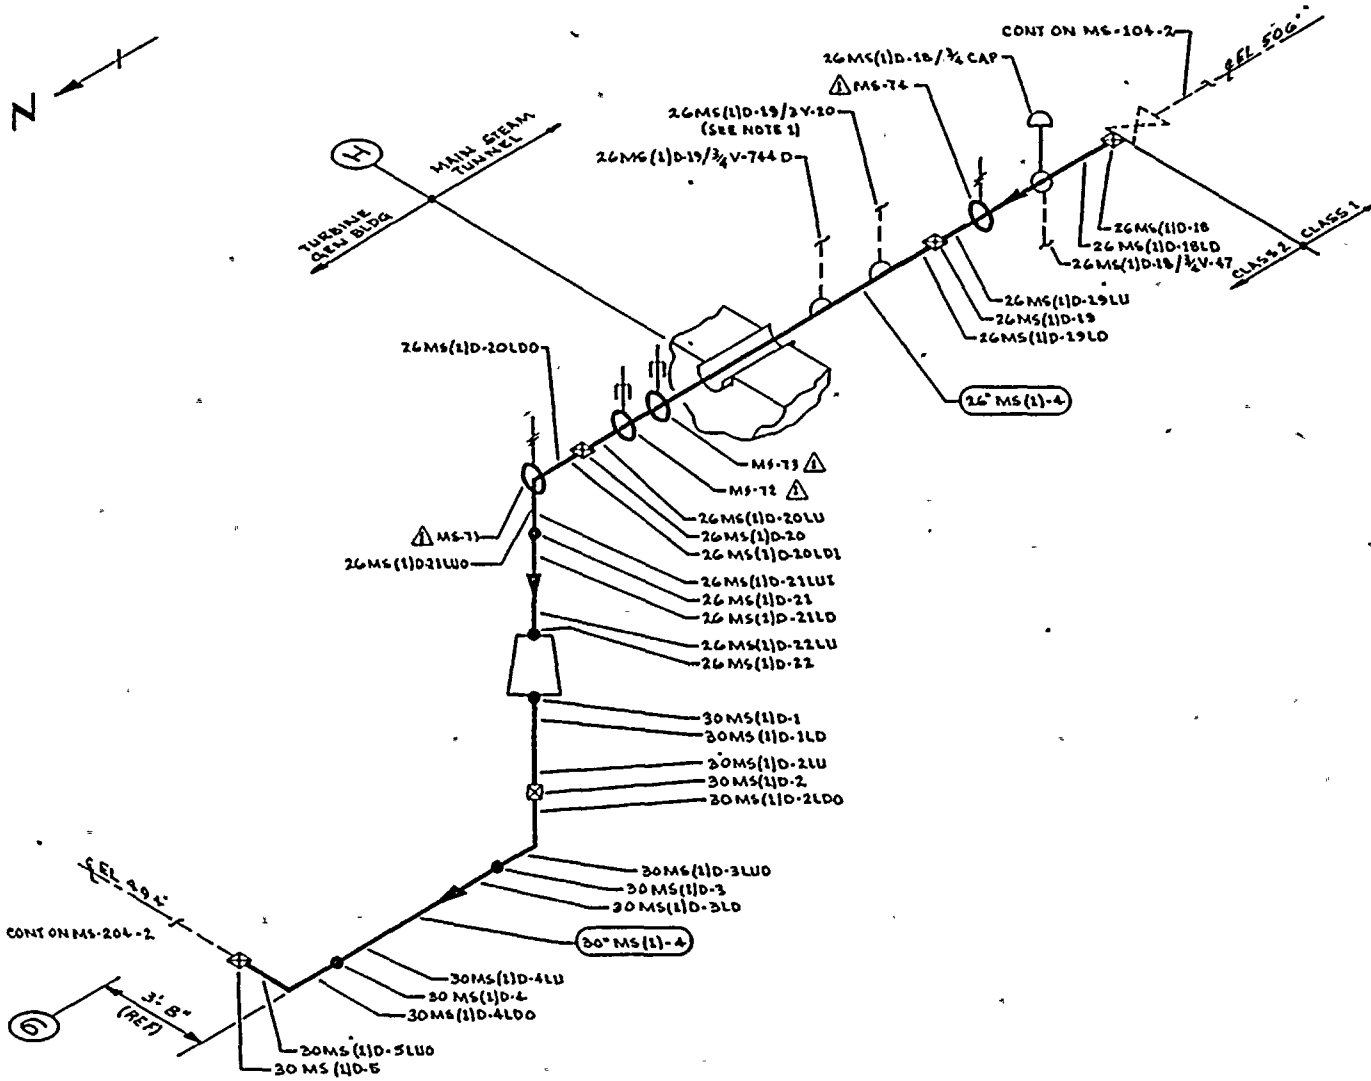 CONT ON MS-104-2
¢ EL 506'
26MS(1)D-18/¾ CAP
1 MS-74
N
26MS(1)D-19/2V-20
(SEE NOTE 1)
H
MAIN STEAM
TUNNEL
26MS(1)D-19/¾V-744D
TURBINE
GEN BLDG
26MS(1)D-18
26MS(1)D-18LD
26MS(1)D-18/¾V-47
CLASS 2
CLASS 1
26MS(1)D-19LU
26MS(1)D-19
26MS(1)D-19LD
26MS(1)D-20LDO
26" MS(1)-4
MS-73 1
MS-72 1
26MS(1)D-20LU
26MS(1)D-20
26MS(1)D-20LDI
1 MS-71
26MS(1)D-21LUO
26MS(1)D-21LUI
26MS(1)D-21
26MS(1)D-21LD
26MS(1)D-22LU
26MS(1)D-22
30MS(1)D-1
30MS(1)D-1LD
30MS(1)D-2LU
30MS(1)D-2
30MS(1)D-2LDO
30MS(1)D-3LUO
30MS(1)D-3
30MS(1)D-3LD
¢ EL 494'
CONT ON MS-204-2
30" MS(1)-4
30MS(1)D-4LU
30MS(1)D-4
30MS(1)D-4LDO
3'-8"
(REF)
30MS(1)D-5LUO
30MS(1)D-5